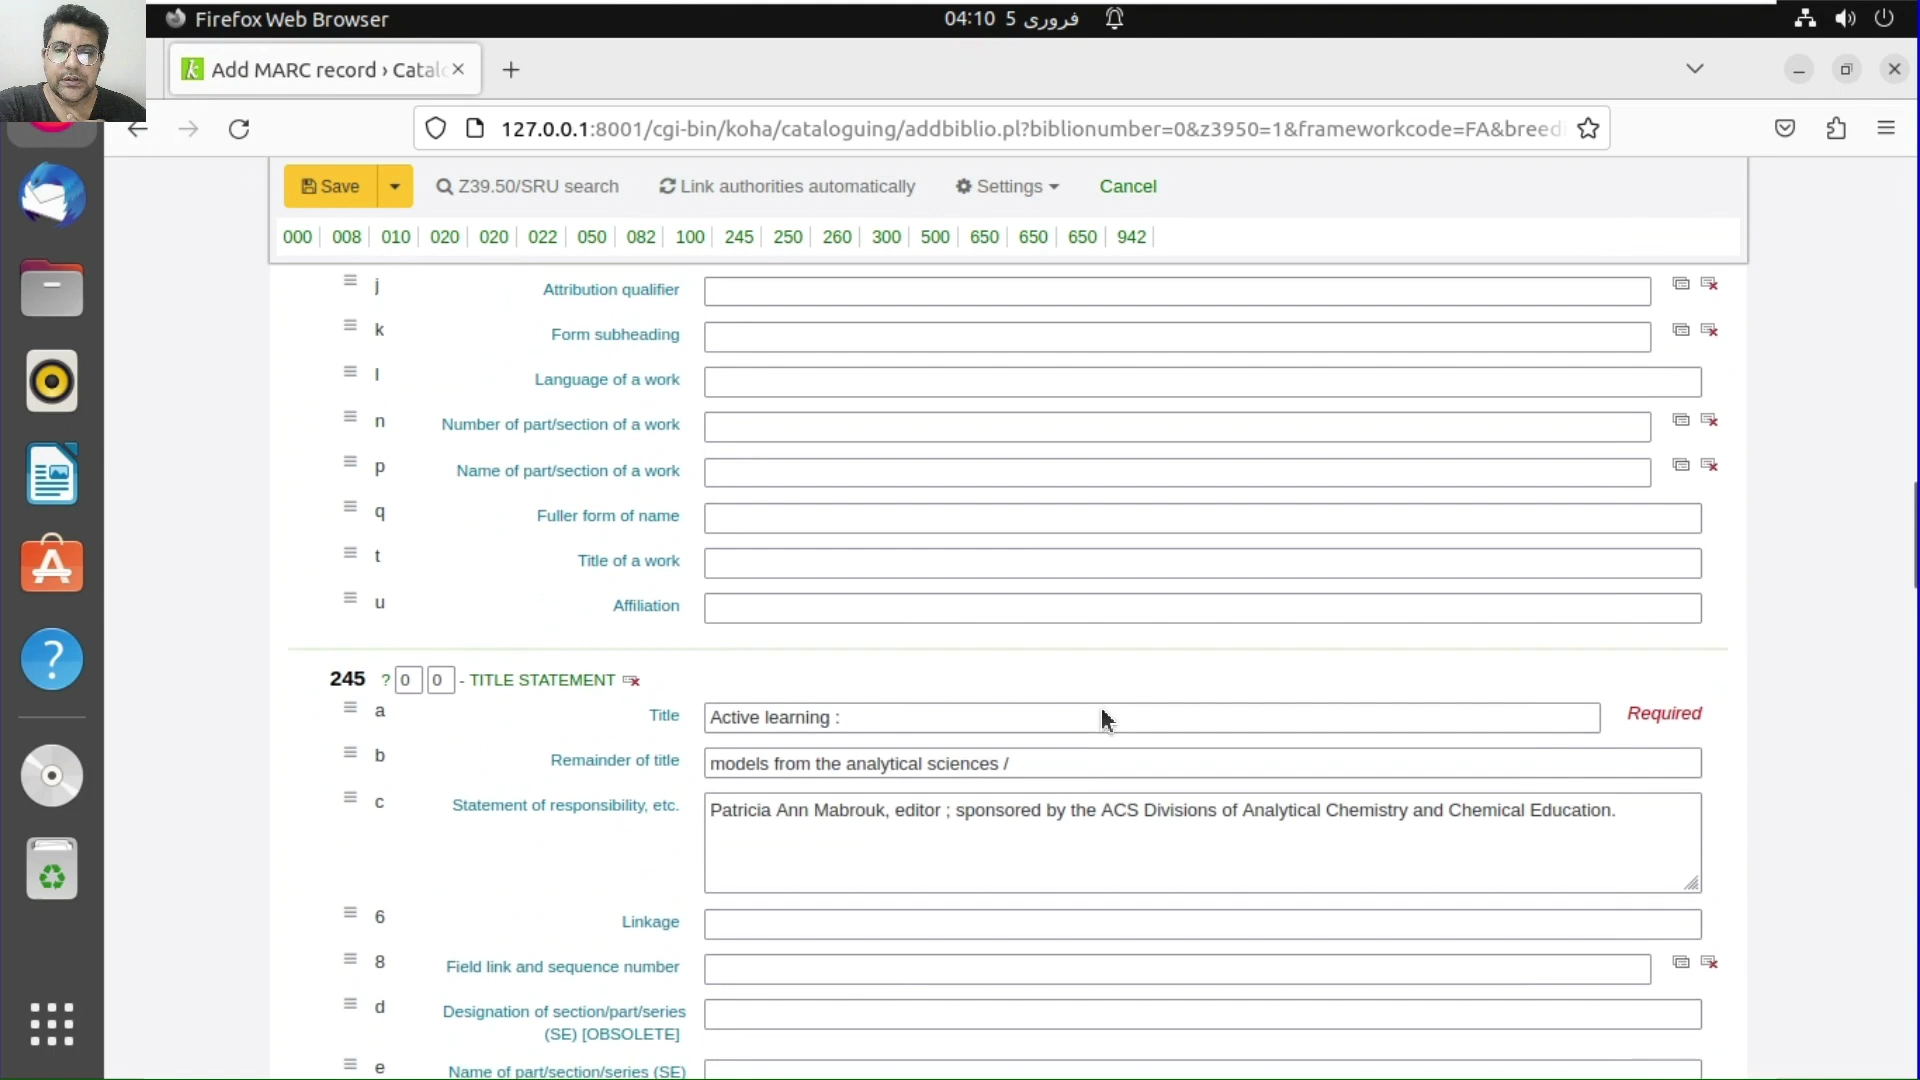 Firefox Web Browser
04:10 5 فروری
Add MARC record › Catal
127.0.0.1:8001/cgi-bin/koha/cataloguing/addbiblio.pl?biblionumber=0&z3950=1&frameworkcode=FA&breedi
Save Z39.50/SRU search Link authorities automatically Settings Cancel
000 008 010 020 020 022 050 082 100 245 250 260 300 500 650 650 650 942
j Attribution qualifier
k Form subheading
l Language of a work
n Number of part/section of a work
p Name of part/section of a work
q Fuller form of name
t Title of a work
u Affiliation
245 ? 0 0 - TITLE STATEMENT
a Title Active learning : Required
b Remainder of title models from the analytical sciences /
c Statement of responsibility, etc. Patricia Ann Mabrouk, editor ; sponsored by the ACS Divisions of Analytical Chemistry and Chemical Education.
6 Linkage
8 Field link and sequence number
d Designation of section/part/series
(SE) [OBSOLETE]
e Name of part/section/series (SE)